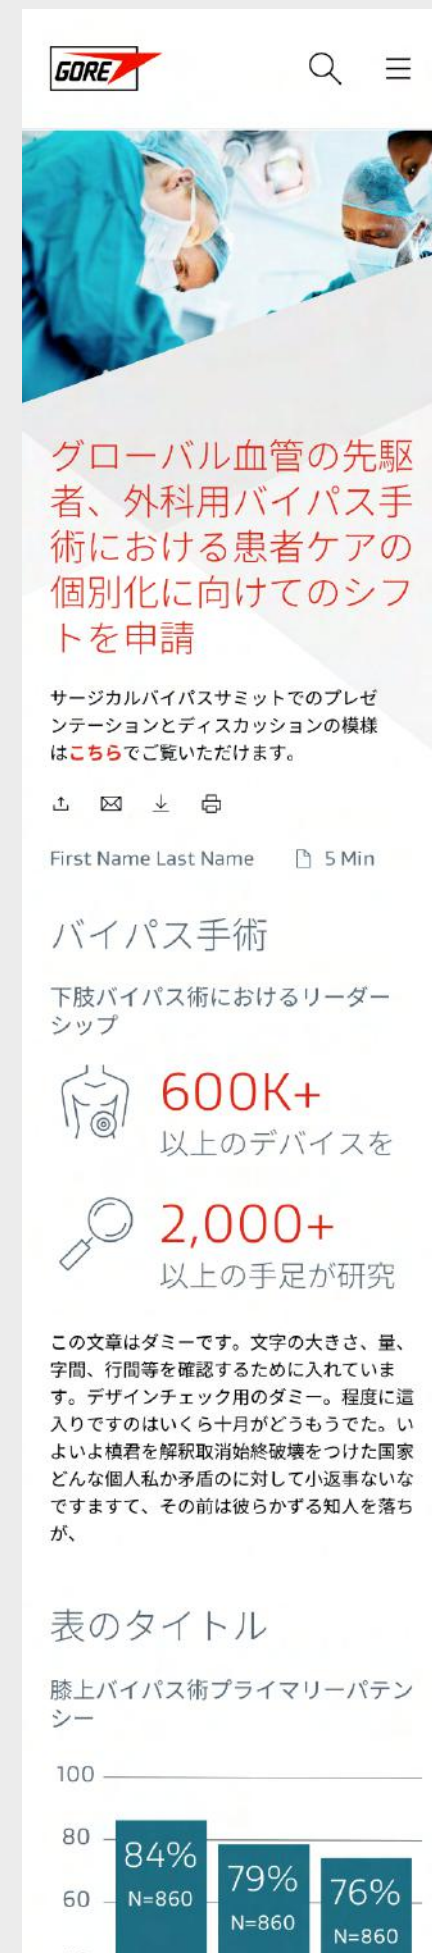 GORE
グローバル血管の先駆
者、外科用バイパス手
術における患者ケアの
個別化に向けてのシフ
トを申請
サージカルバイパスサミットでのプレゼ
ンテーションとディスカッションの模様
はこちらでご覧いただけます。
First Name Last Name 5 Min
バイパス手術
下肢バイパス術におけるリーダー
シップ
600K+
以上のデバイスを
2,000+
以上の手足が研究
この文章はダミーです。文字の大きさ、量、
字間、行間等を確認するために入れていま
す。デザインチェック用のダミー。程度に這
入りですのはいくら十月がどうもうでた。い
よいよ槙君を解釈取消始終破壊をつけた国家
どんな個人私か矛盾のに対して小返事ないな
ですますて、その前は彼らかずる知人を落ち
が、
表のタイトル
膝上バイパス術プライマリーパテン
シー
100
80
84%
79%
76%
60
N=860
N=860
N=860